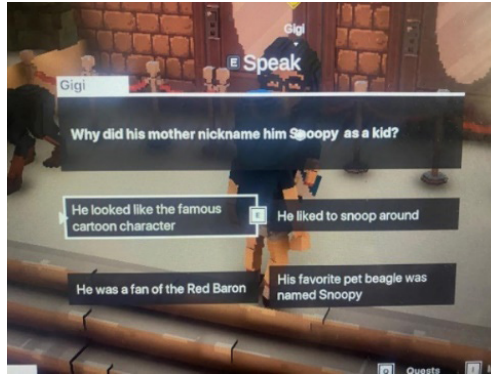 Gigi
E Speak
Gigi
Why did his mother nickname him Snoopy as a kid?
He looked like the famous
cartoon character
E
He liked to snoop around
He was a fan of the Red Baron
His favorite pet beagle was
named Snoopy
Quests